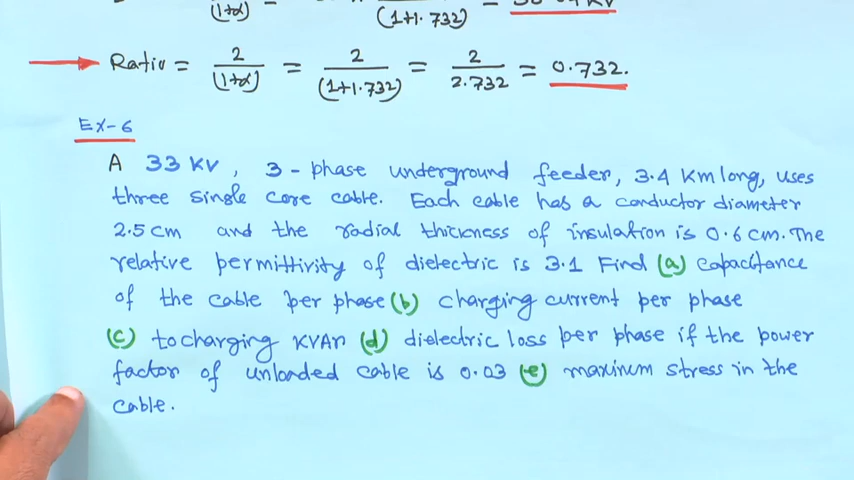 (1+α) (1+1.732)
Ratio = 2/(1+α) = 2/(1+1.732) = 2/2.732 = 0.732.
Ex-6
A 33 KV, 3-phase underground feeder, 3.4 Km long, uses
three single core cable. Each cable has a conductor diameter
2.5 cm and the radial thickness of insulation is 0.6 cm. The
relative permittivity of dielectric is 3.1 Find (a) capacitance
of the cable per phase (b) charging current per phase
(c) to charging KVAR (d) dielectric loss per phase if the power
factor of unloaded cable is 0.03 (e) maximum stress in the
cable.